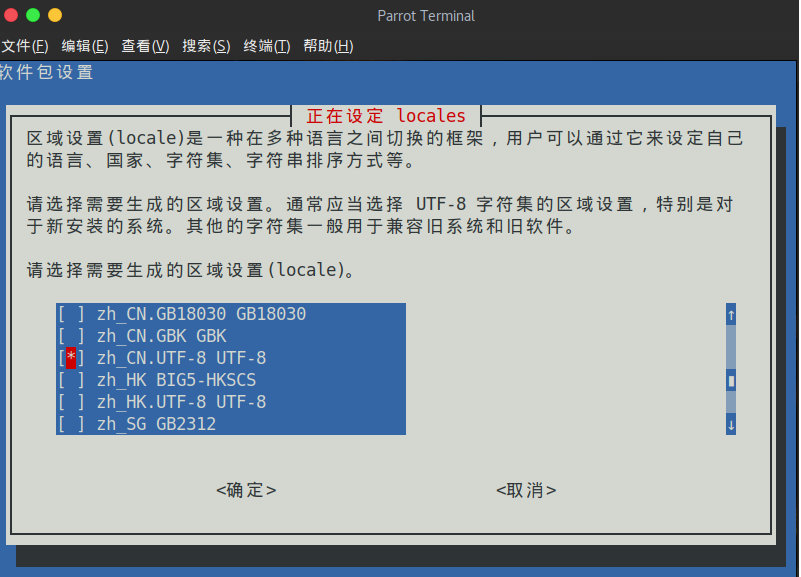 Parrot Terminal
文件(F) 编辑(E) 查看(V) 搜索(S) 终端(T) 帮助(H)
软件包设置
正在设定 locales
区域设置(locale)是一种在多种语言之间切换的框架，用户可以通过它来设定自己
的语言、国家、字符集、字符串排序方式等。
请选择需要生成的区域设置。通常应当选择 UTF-8 字符集的区域设置，特别是对
于新安装的系统。其他的字符集一般用于兼容旧系统和旧软件。
请选择需要生成的区域设置(locale)。
[ ] zh_CN.GB18030 GB18030
[ ] zh_CN.GBK GBK
[*] zh_CN.UTF-8 UTF-8
[ ] zh_HK BIG5-HKSCS
[ ] zh_HK.UTF-8 UTF-8
[ ] zh_SG GB2312
<确定> <取消>